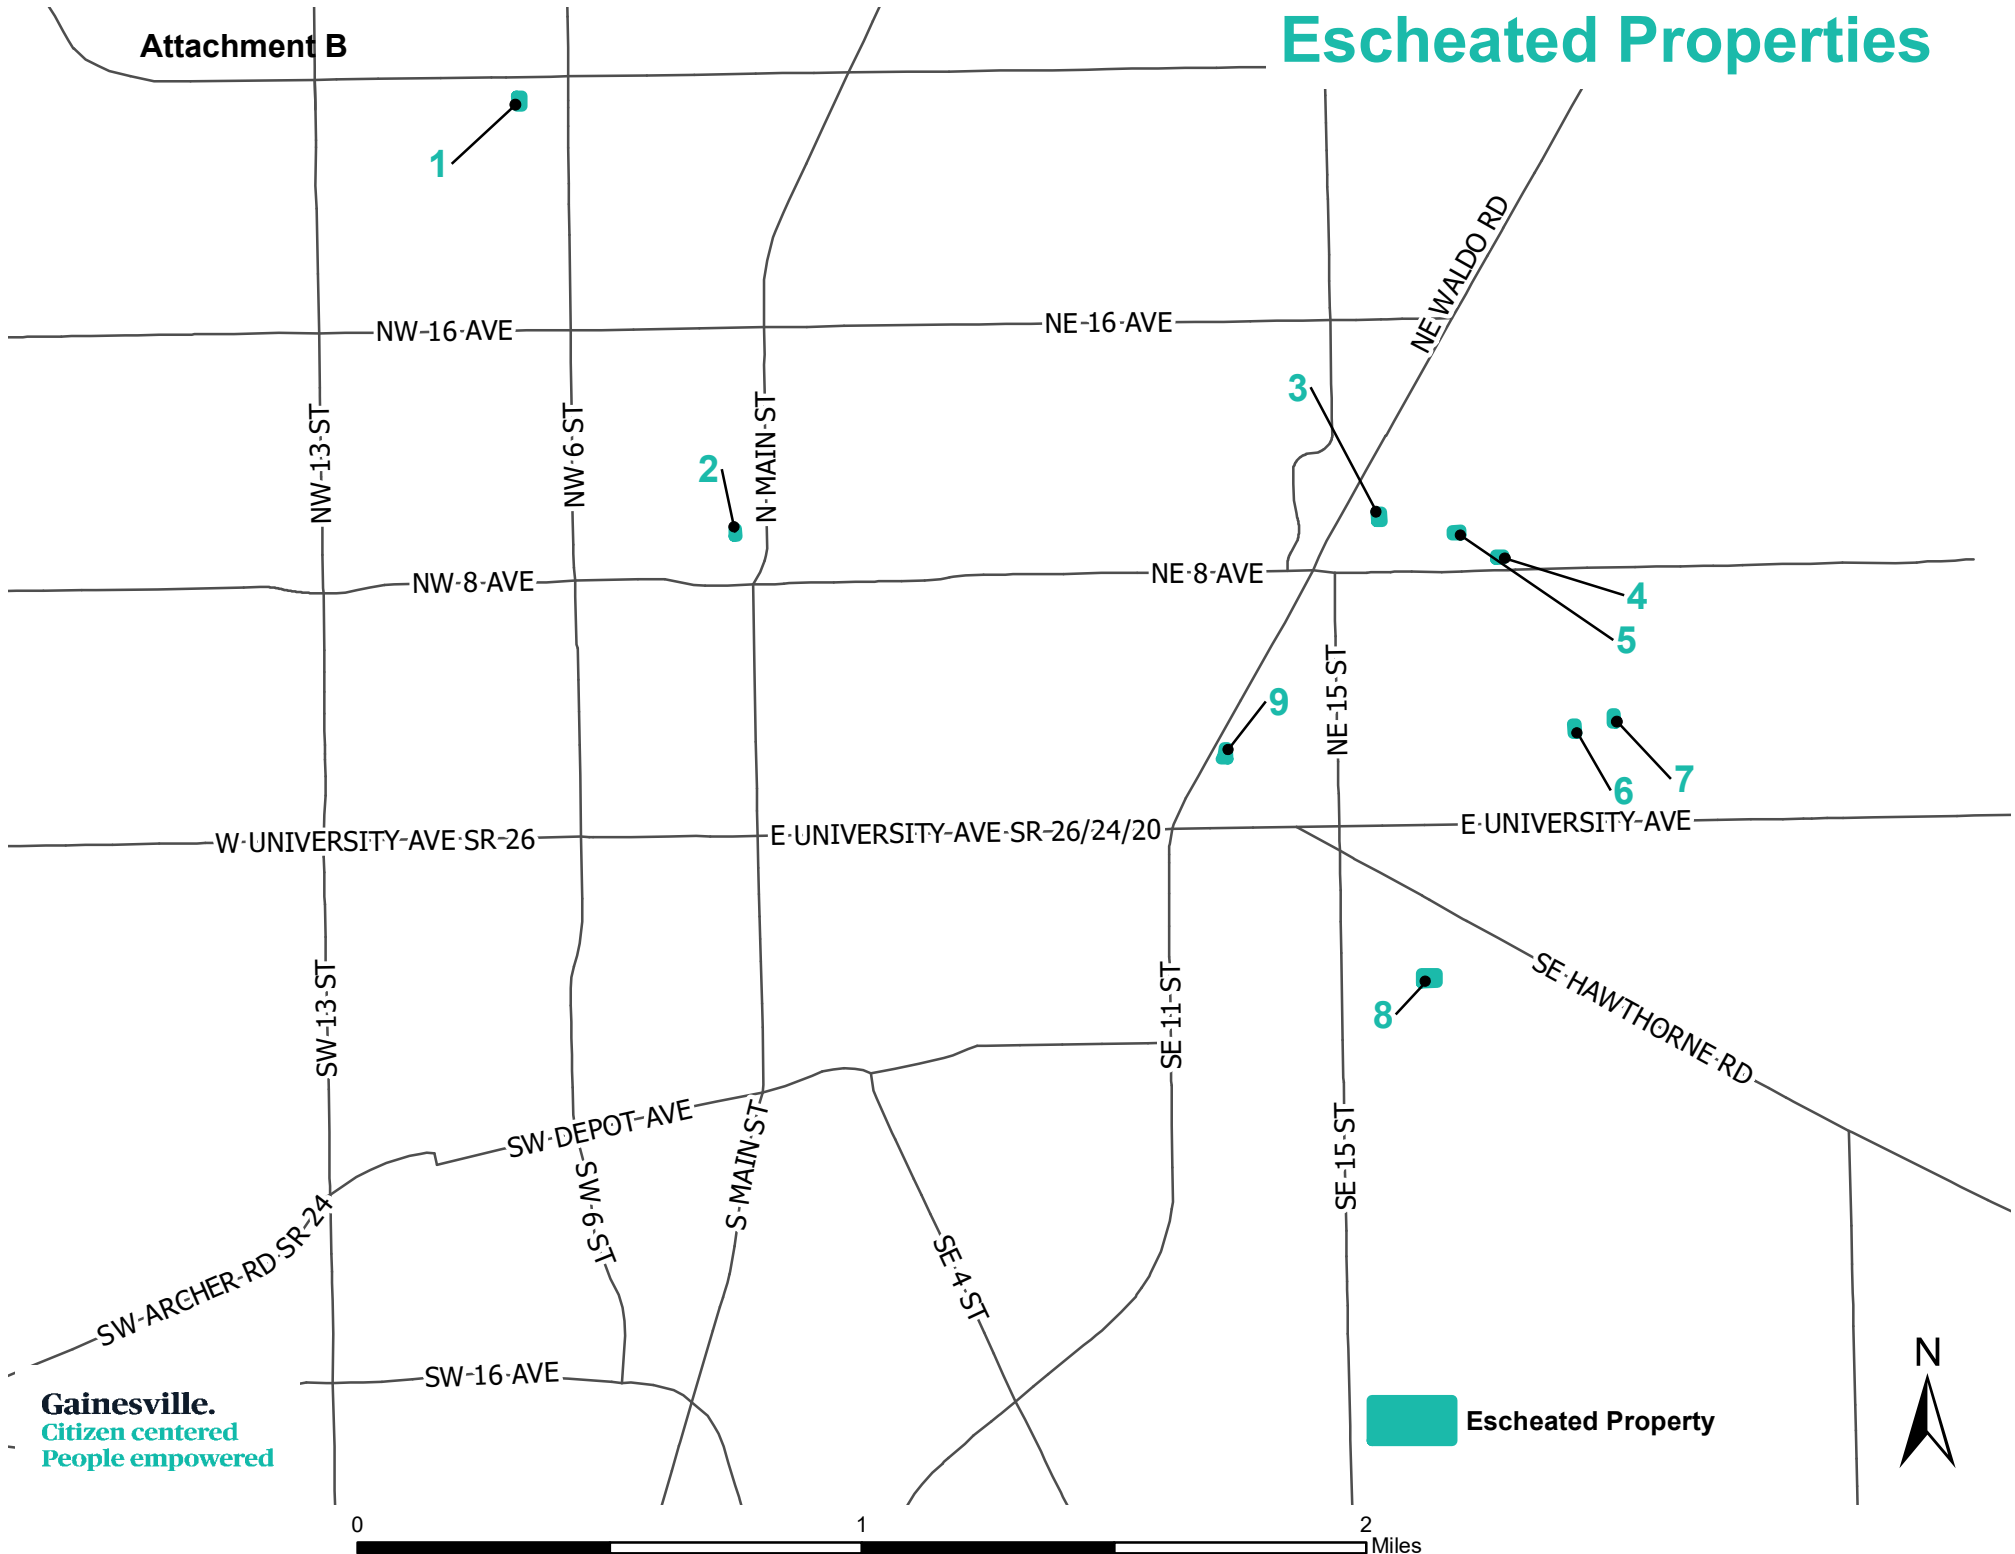 Attachment B
Escheated Properties
1
NE WALDO RD
NW 16 AVE
NE 16 AVE
3
NW 13 ST
NW 6 ST
N MAIN ST
2
NW 8 AVE
NE 8 AVE
4
5
NE 15 ST
9
7
6
W UNIVERSITY AVE SR 26
E UNIVERSITY AVE SR 26/24/20
E UNIVERSITY AVE
SW 13 ST
SE 11 ST
SE HAWTHORNE RD
8
SW DEPOT AVE
S MAIN ST
SE 15 ST
SW 6 ST
SW ARCHER RD SR 24
SE 4 ST
SW 16 AVE
N
Gainesville.
Citizen centered
People empowered
Escheated Property
0 1 2
Miles